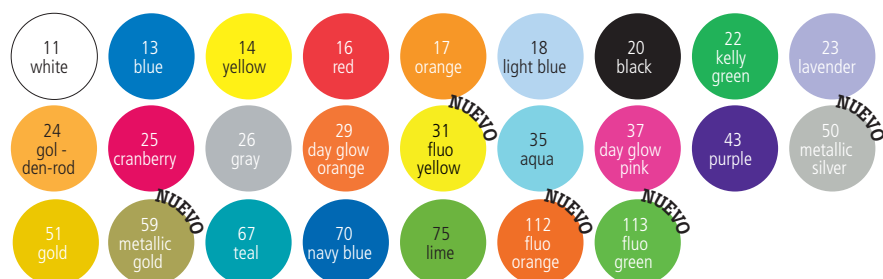 11
white
13
blue
14
yellow
16
red
17
orange
18
light blue
20
black
22
kelly
green
23
lavender
24
gol -
den-rod
25
cranberry
26
gray
29
day glow
orange
NUEVO
31
fluo
yellow
35
aqua
37
day glow
pink
43
purple
NUEVO
50
metallic
silver
51
gold
NUEVO
59
metallic
gold
67
teal
70
navy blue
75
lime
NUEVO
112
fluo
orange
NUEVO
113
fluo
green